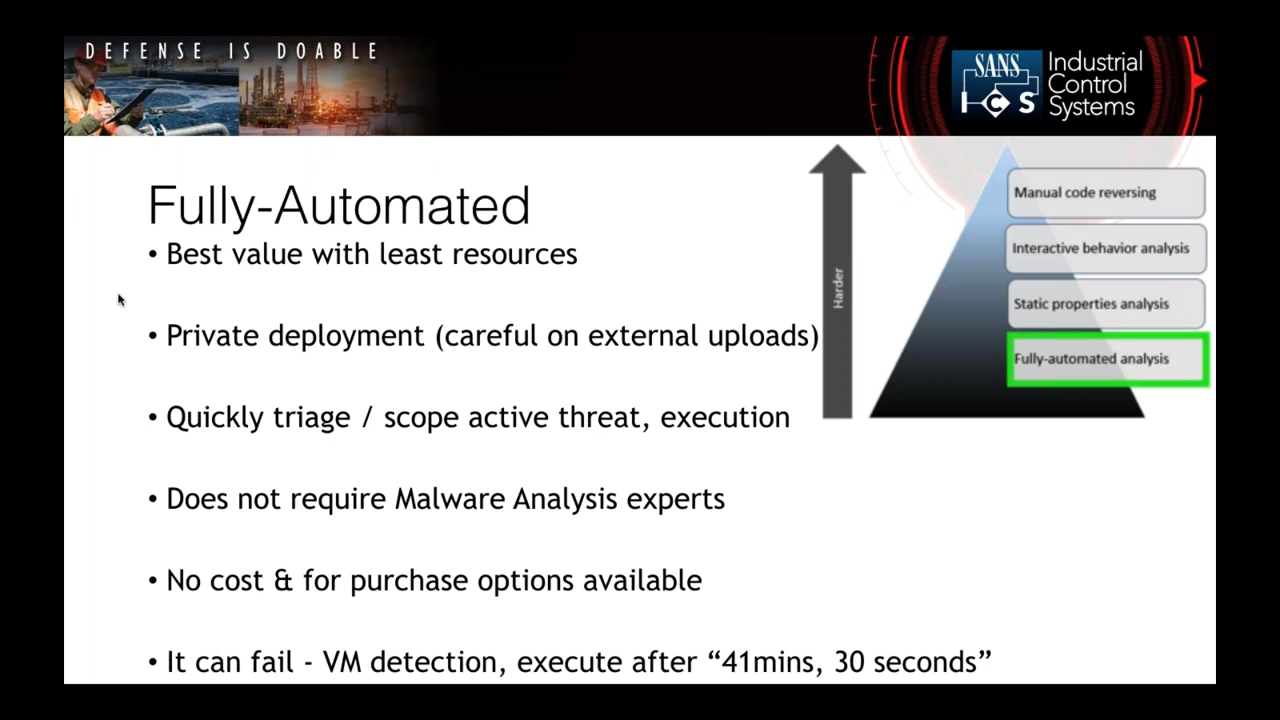 DEFENSE IS DOABLE
SANS
ICS
Industrial
Control
Systems
Fully-Automated
• Best value with least resources
• Private deployment (careful on external uploads)
• Quickly triage / scope active threat, execution
• Does not require Malware Analysis experts
• No cost & for purchase options available
• It can fail - VM detection, execute after “41mins, 30 seconds”
Harder
Manual code reversing
Interactive behavior analysis
Static properties analysis
Fully-automated analysis